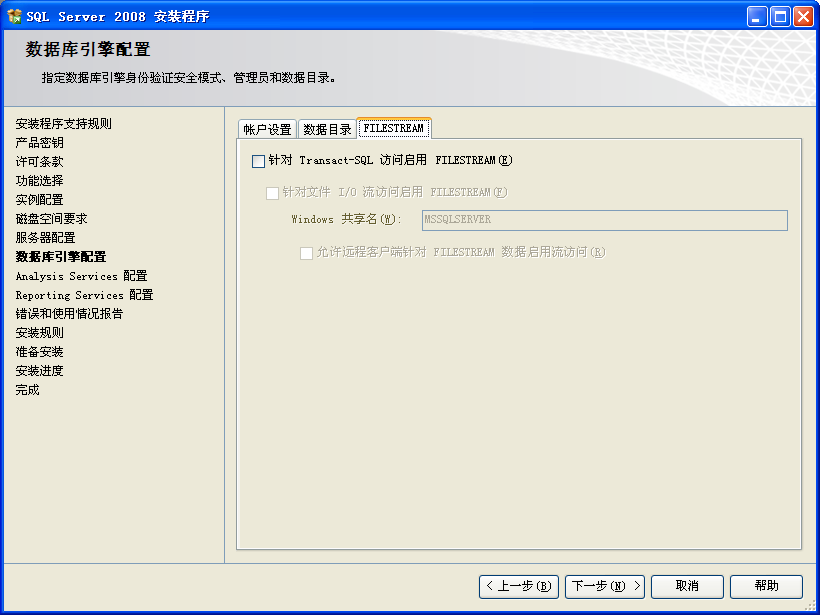 SQL Server 2008 安装程序
数据库引擎配置
指定数据库引擎身份验证安全模式、管理员和数据目录。
安装程序支持规则
产品密钥
许可条款
功能选择
实例配置
磁盘空间要求
服务器配置
数据库引擎配置
Analysis Services 配置
Reporting Services 配置
错误和使用情况报告
安装规则
准备安装
安装进度
完成
帐户设置 数据目录 FILESTREAM
针对 Transact-SQL 访问启用 FILESTREAM(E)
针对文件 I/O 流访问启用 FILESTREAM(F)
Windows 共享名(W): MSSQLSERVER
允许远程客户端针对 FILESTREAM 数据启用流访问(R)
< 上一步(B) 下一步(N) > 取消 帮助